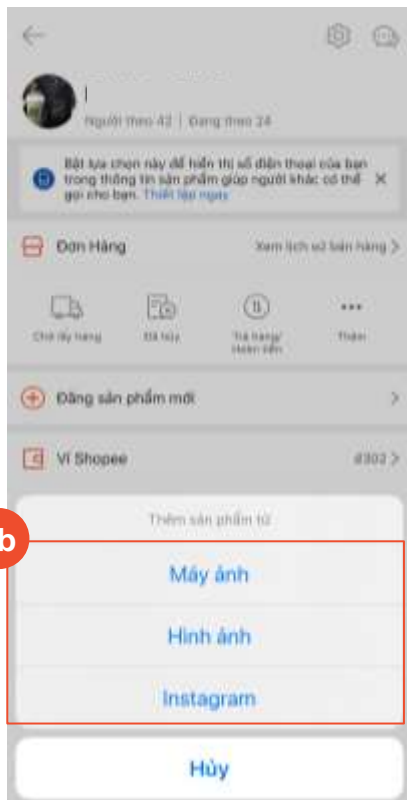 Người theo 42 | Đang theo 24
Bật lựa chọn này để hiển thị số điện thoại của bạn
trong thông tin sản phẩm giúp người khác có thể
gọi cho bạn. Thiết lập ngay
Đơn Hàng
Xem lịch sử bán hàng >
Chờ lấy hàng
Đã hủy
Trả hàng/
Hoàn tiền
Thêm
Đăng sản phẩm mới >
Ví Shopee
₫302 >
Thêm sản phẩm từ
b
Máy ảnh
Hình ảnh
Instagram
Hủy